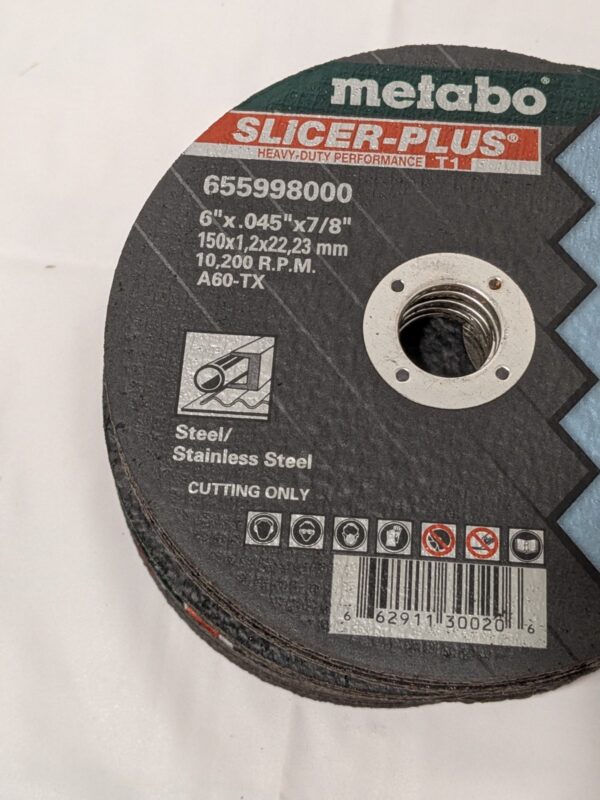 metabo®
SLICER-PLUS®
HEAVY-DUTY PERFORMANCE T1
655998000
6"x.045"x7/8"
150x1,2x22,23 mm
10,200 R.P.M.
A60-TX
Steel/
Stainless Steel
CUTTING ONLY
6 62911 30020 6